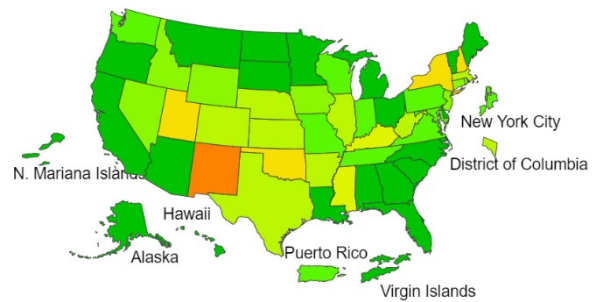 New York City
District of Columbia
N. Mariana Islands
Hawaii
Alaska
Puerto Rico
Virgin Islands